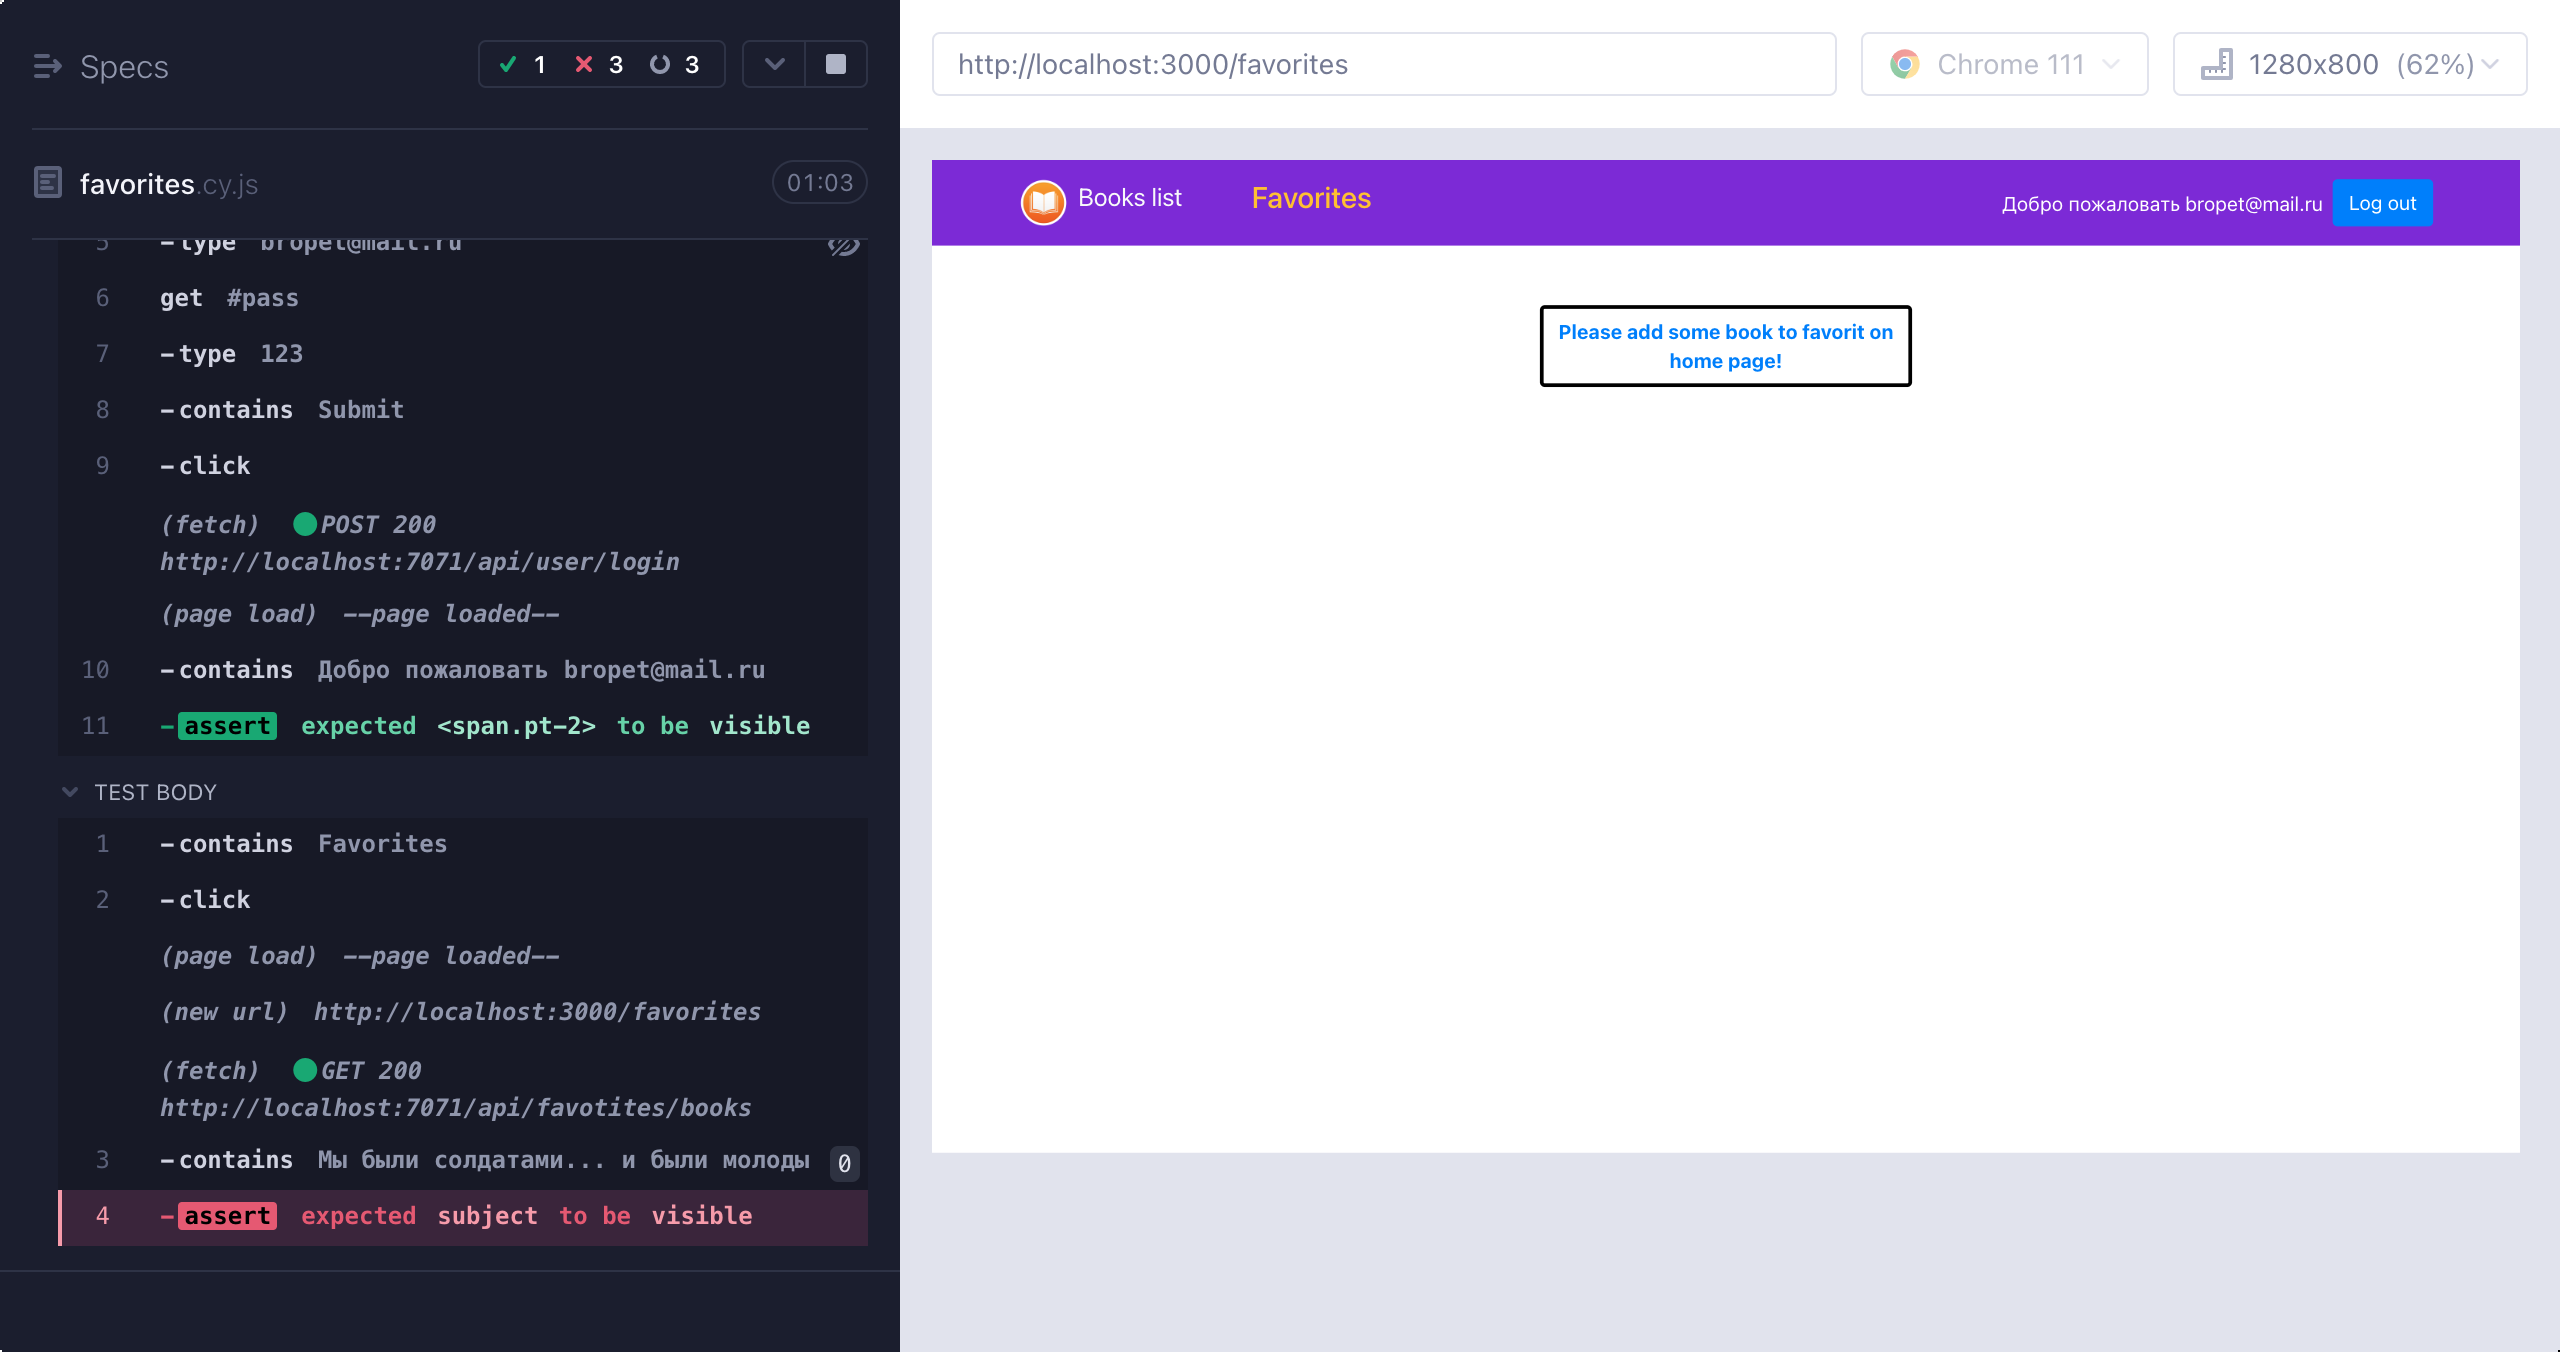 Specs
1 3 3
favorites.cy.js
01:03
5 -type bropet@mail.ru
6 get #pass
7 -type 123
8 -contains Submit
9 -click
(fetch) POST 200
http://localhost:7071/api/user/login
(page load) --page loaded--
10 -contains Добро пожаловать bropet@mail.ru
11 -assert expected <span.pt-2> to be visible
TEST BODY
1 -contains Favorites
2 -click
(page load) --page loaded--
(new url) http://localhost:3000/favorites
(fetch) GET 200
http://localhost:7071/api/favotites/books
3 -contains Мы были солдатами... и были молоды 0
4 -assert expected subject to be visible
http://localhost:3000/favorites
Chrome 111
1280x800 (62%)
Books list
Favorites
Добро пожаловать bropet@mail.ru
Log out
Please add some book to favorit on
home page!